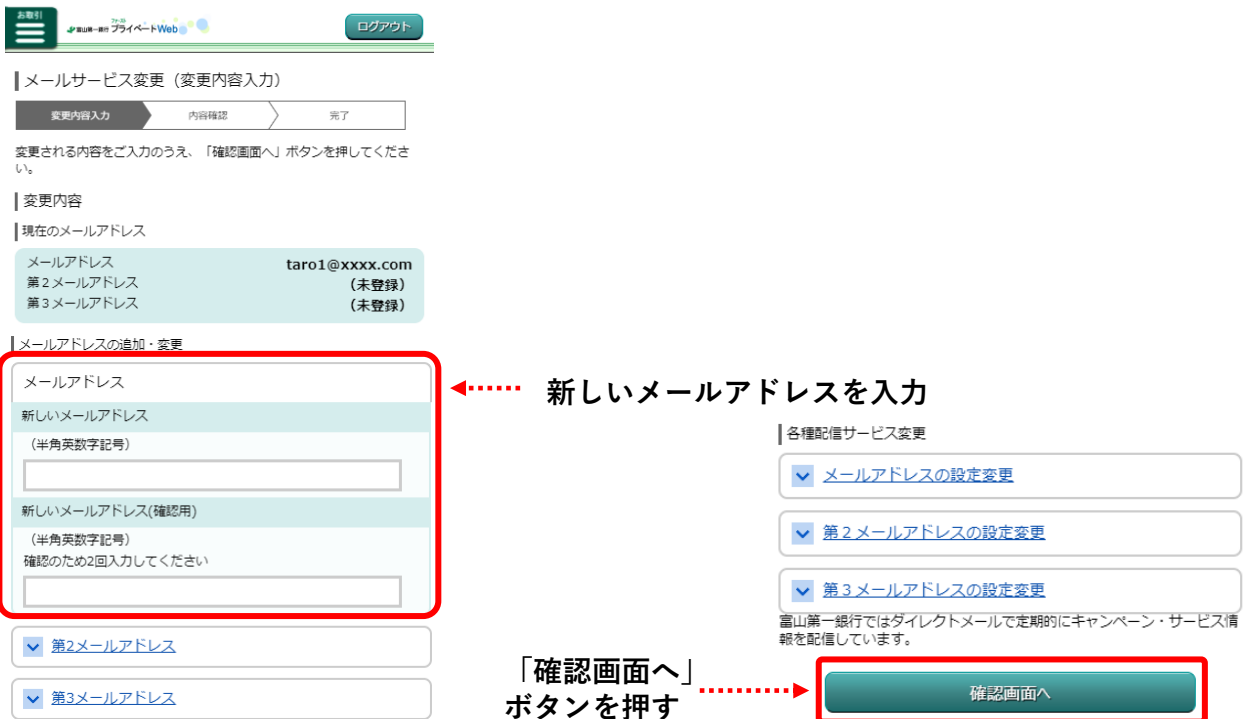 お取引
富山第一銀行 ファースト プライベートWeb
ログアウト
メールサービス変更（変更内容入力）
変更内容入力
内容確認
完了
変更される内容をご入力のうえ、「確認画面へ」ボタンを押してくださ
い。
変更内容
現在のメールアドレス
メールアドレス taro1@xxxx.com
第２メールアドレス （未登録）
第３メールアドレス （未登録）
メールアドレスの追加・変更
メールアドレス
新しいメールアドレス
（半角英数字記号）
新しいメールアドレス(確認用)
（半角英数字記号）
確認のため2回入力してください
第2メールアドレス
第3メールアドレス
新しいメールアドレスを入力
各種配信サービス変更
メールアドレスの設定変更
第２メールアドレスの設定変更
第３メールアドレスの設定変更
富山第一銀行ではダイレクトメールで定期的にキャンペーン・サービス情
報を配信しています。
「確認画面へ」
ボタンを押す
確認画面へ